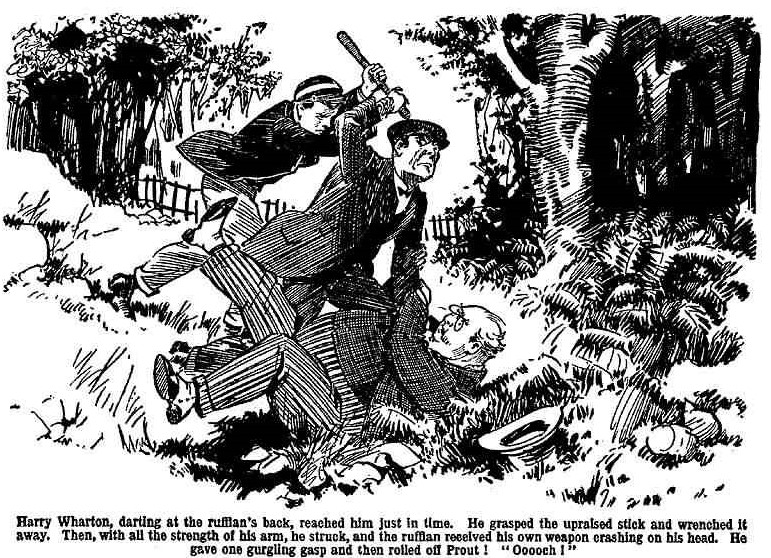 Harry Wharton, darting at the ruffian's back, reached him just in time. He grasped the upraised stick and wrenched it
away. Then, with all the strength of his arm, he struck, and the ruffian received his own weapon crashing on his head. He
gave one gurgling gasp and then rolled off Prout! "Ooooch!"